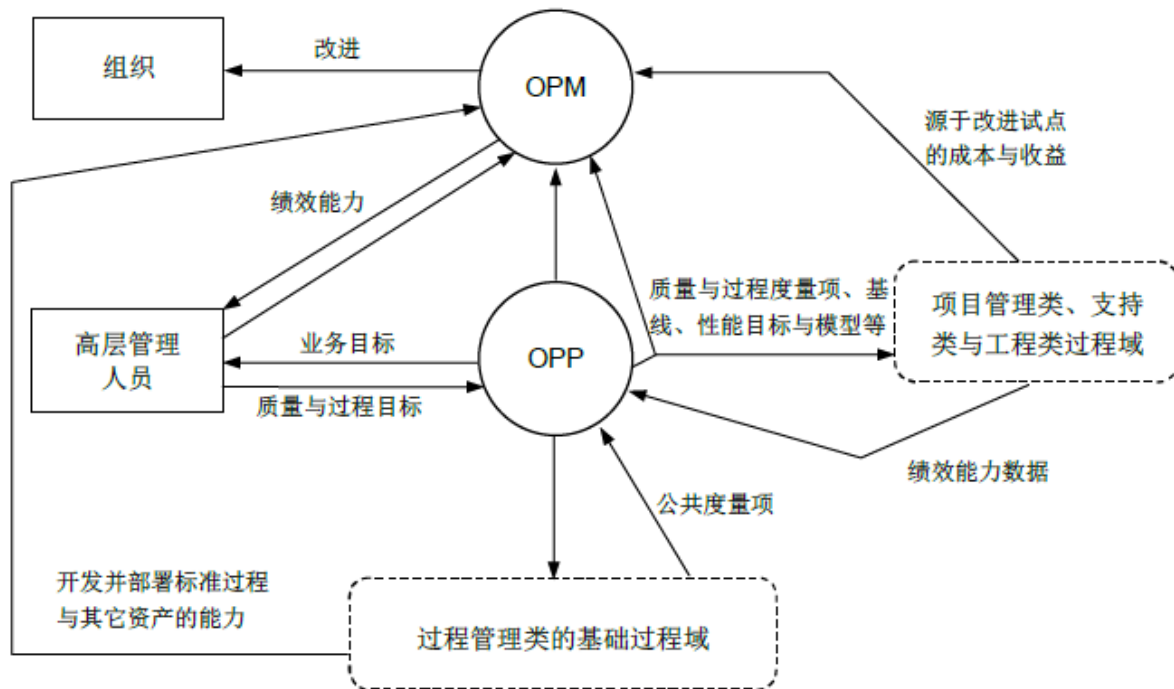 组织
改进
OPM
源于改进试点
的成本与收益
绩效能力
质量与过程度量项、基
线、性能目标与模型等
项目管理类、支持
类与工程类过程域
高层管理
人员
业务目标
OPP
质量与过程目标
绩效能力数据
公共度量项
开发并部署标准过程
与其它资产的能力
过程管理类的基础过程域